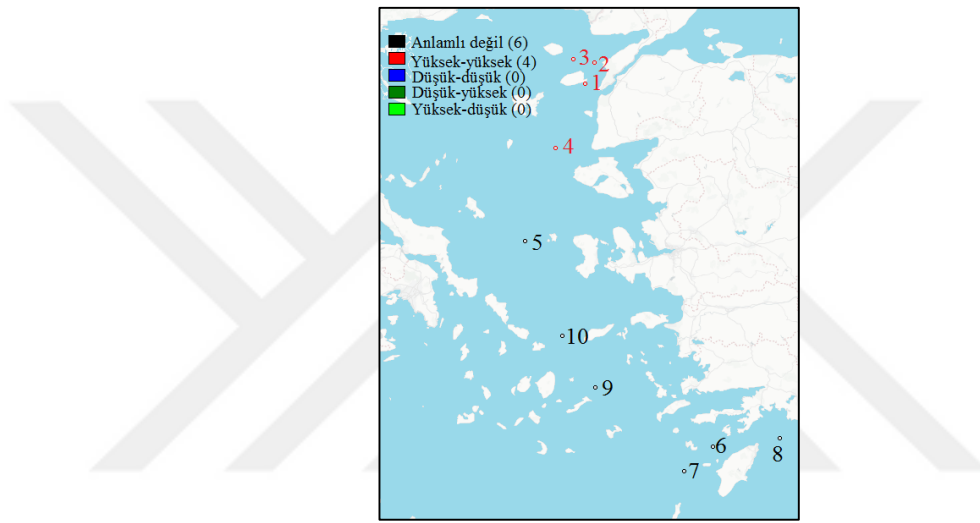 Anlamlı değil (6)
Yüksek-yüksek (4)
Düşük-düşük (0)
Düşük-yüksek (0)
Yüksek-düşük (0)
3
2
1
4
5
10
9
6
8
7